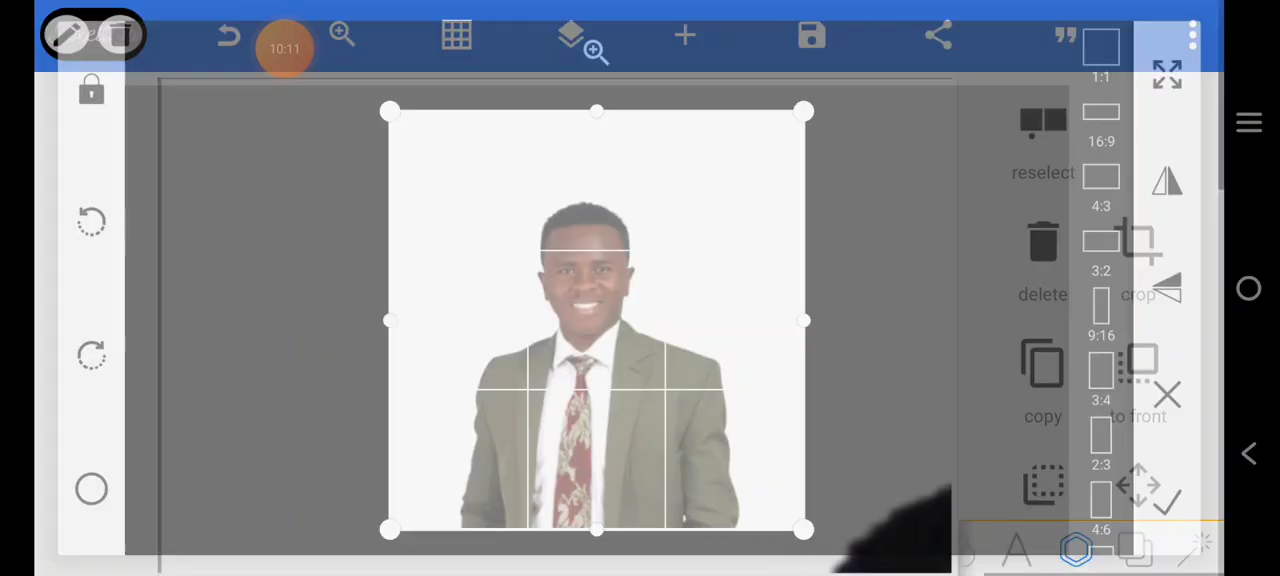 10:11
1:1
16:9
reselect
4:3
3:2
delete
crop
9:16
3:4
copy
to front
2:3
4:6